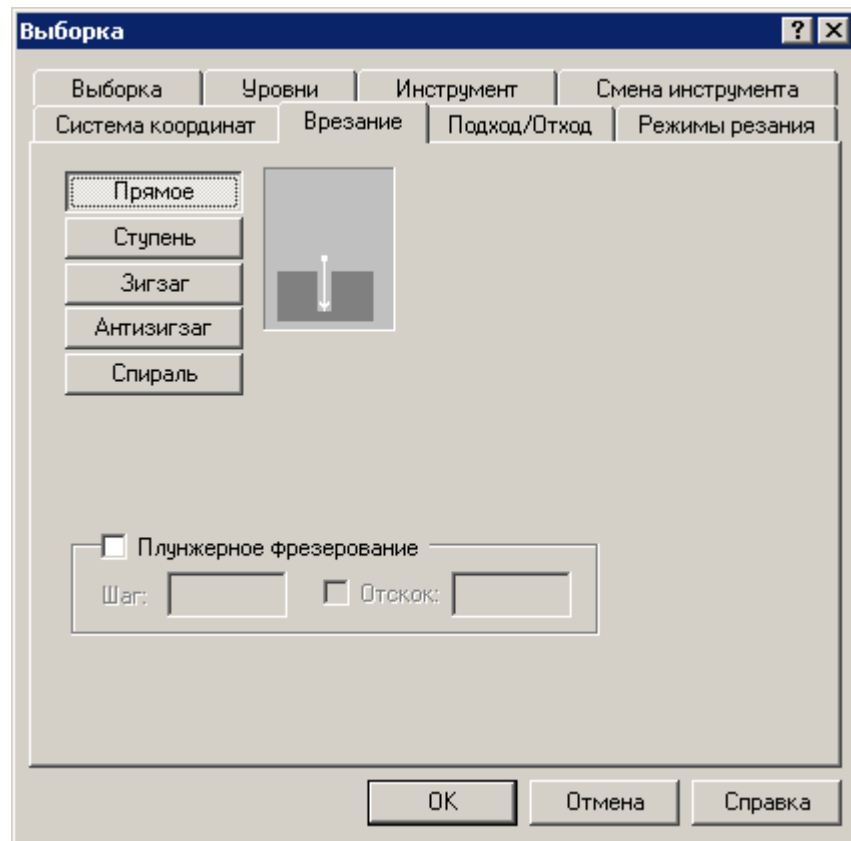 Выборка
Выборка Уровни Инструмент Смена инструмента
Система координат Врезание Подход/Отход Режимы резания
Прямое
Ступень
Зигзаг
Антизигзаг
Спираль
Плунжерное фрезерование
Шаг: Отскок:
OK Отмена Справка